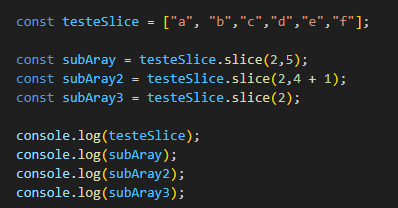 const testeSlice = ["a", "b","c","d","e","f"];
const subAray = testeSlice.slice(2,5);
const subAray2 = testeSlice.slice(2,4 + 1);
const subAray3 = testeSlice.slice(2);
console.log(testeSlice);
console.log(subAray);
console.log(subAray2);
console.log(subAray3);